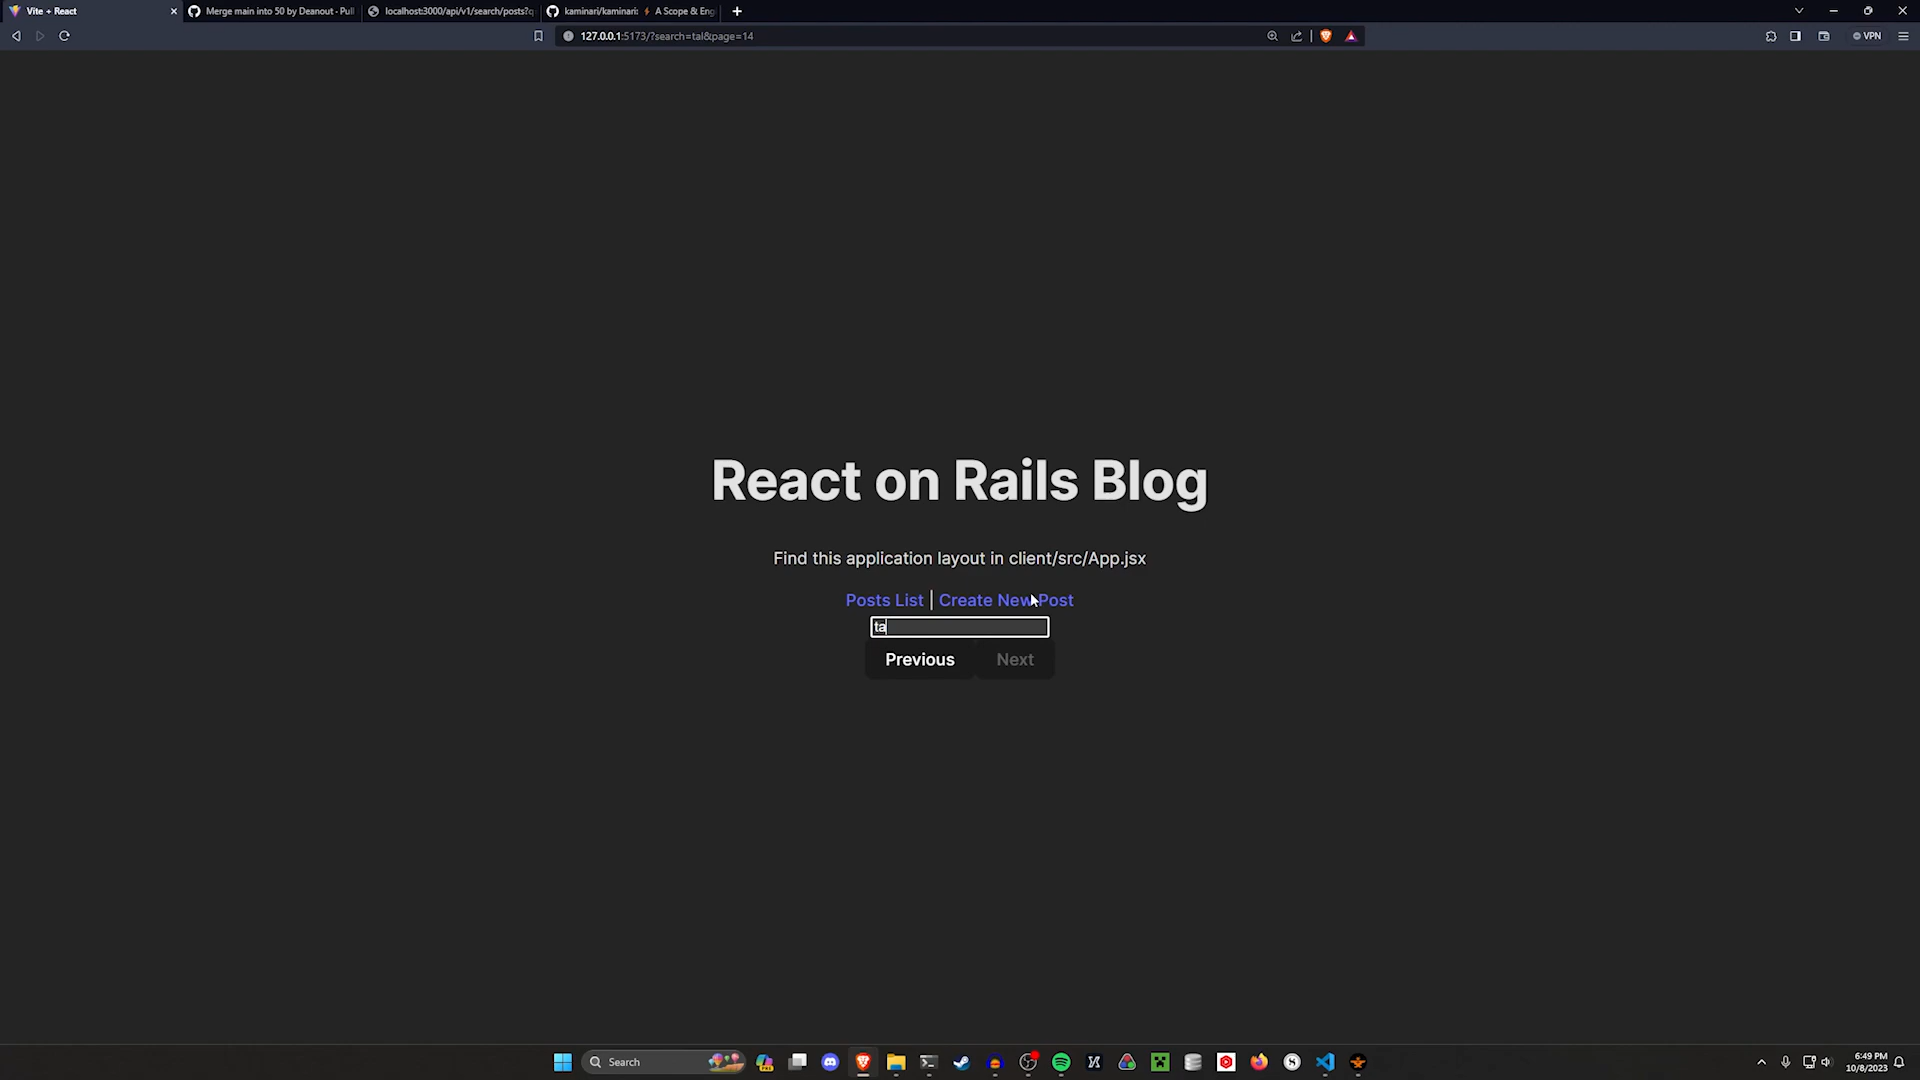 Vite + React
Merge main into 50 by Deanout · Pull
localhost:3000/api/v1/search/posts?q
kaminari/kaminari: ⚡ A Scope & Eng
127.0.0.1:5173/?search=tal&page=14
VPN
React on Rails Blog
Find this application layout in client/src/App.jsx
Posts List | Create New Post
ta
Previous Next
Search
6:49 PM
10/8/2023